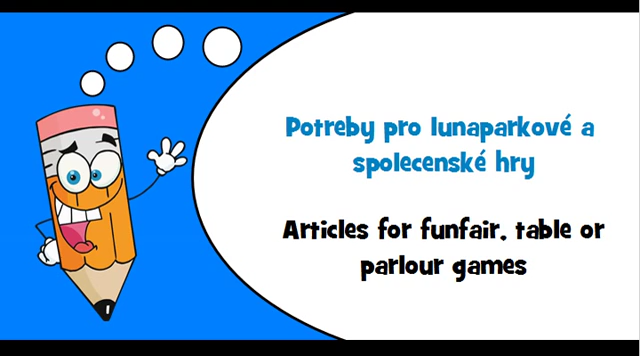 Potreby pro lunaparkové a
spolecenské hry
Articles for funfair, table or
parlour games